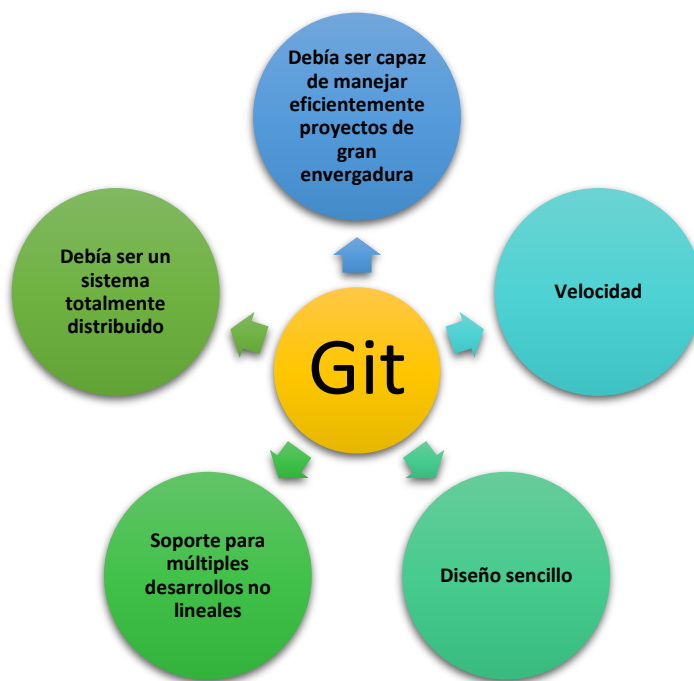 Debía ser capaz
de manejar
eficientemente
proyectos de
gran
envergadura
Debía ser un
sistema
totalmente
distribuido
Velocidad
Git
Soporte para
múltiples
desarrollos no
lineales
Diseño sencillo